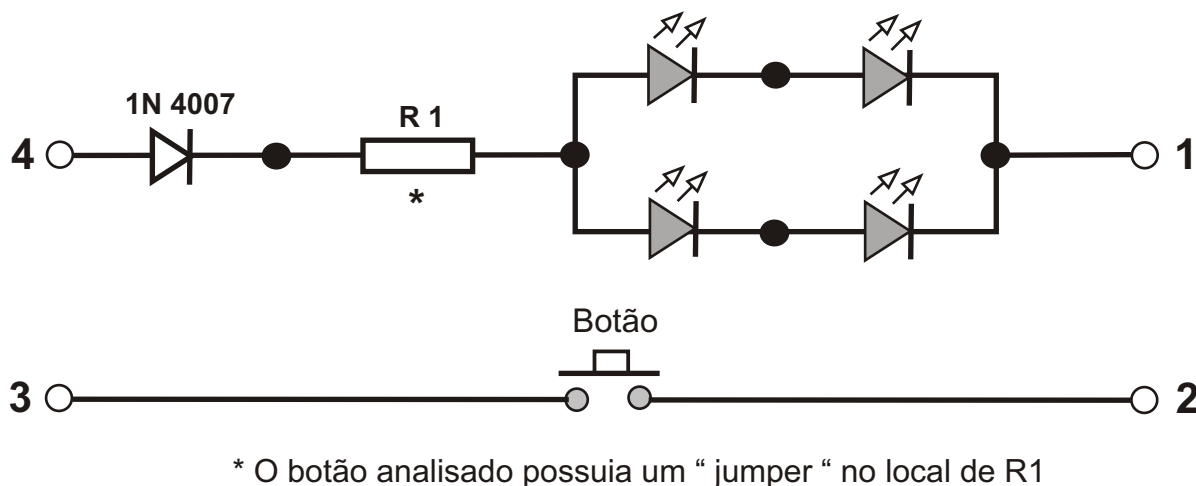 1N 4007
R 1
4
*
1
Botão
3
2
* O botão analisado possuia um “ jumper “ no local de R1